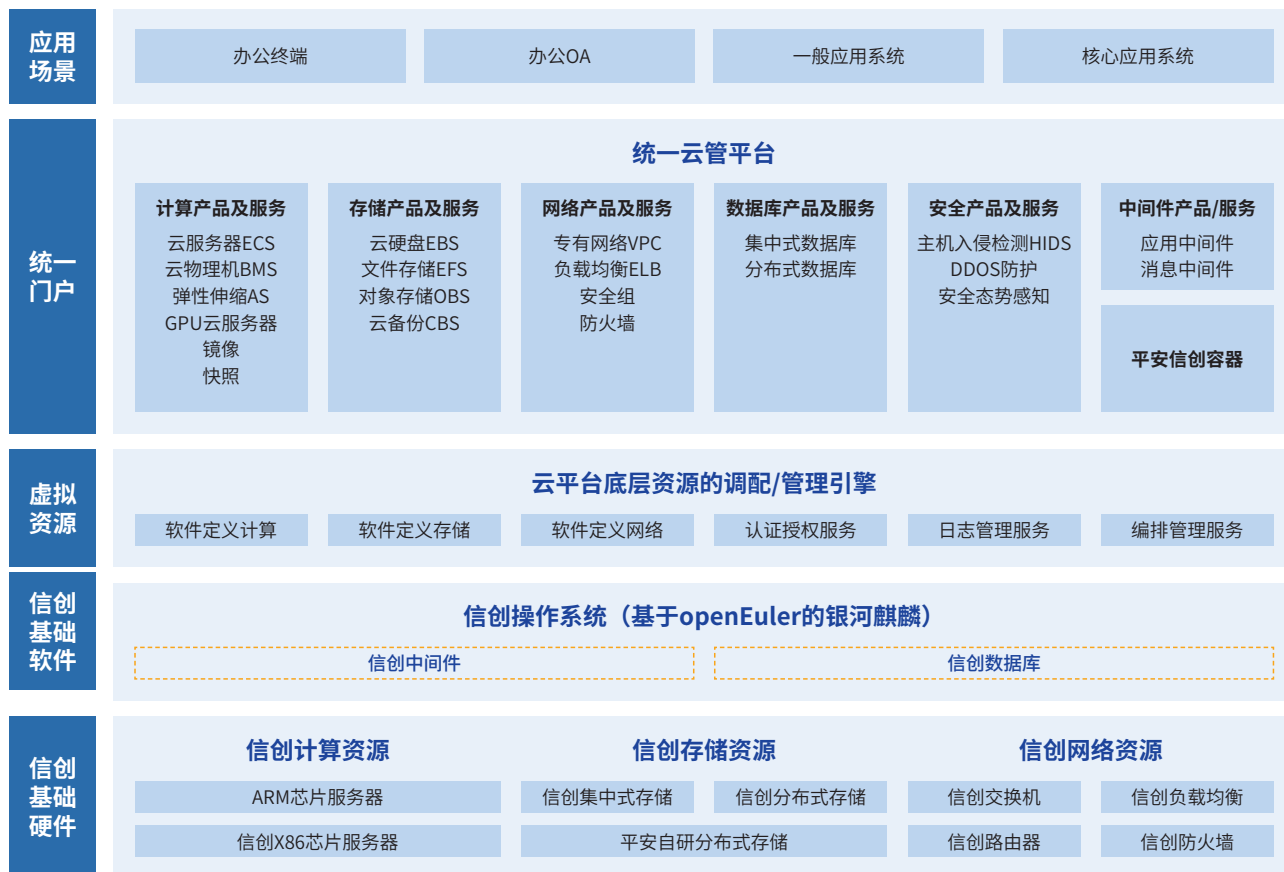 应用
场景
办公终端
办公OA
一般应用系统
核心应用系统
统一
门户
统一云管平台
计算产品及服务
云服务器ECS
云物理机BMS
弹性伸缩AS
GPU云服务器
镜像
快照
存储产品及服务
云硬盘EBS
文件存储EFS
对象存储OBS
云备份CBS
网络产品及服务
专有网络VPC
负载均衡ELB
安全组
防火墙
数据库产品及服务
集中式数据库
分布式数据库
安全产品及服务
主机入侵检测HIDS
DDOS防护
安全态势感知
中间件产品/服务
应用中间件
消息中间件
平安信创容器
虚拟
资源
云平台底层资源的调配/管理引擎
软件定义计算
软件定义存储
软件定义网络
认证授权服务
日志管理服务
编排管理服务
信创
基础
软件
信创操作系统（基于openEuler的银河麒麟）
信创中间件
信创数据库
信创
基础
硬件
信创计算资源
ARM芯片服务器
信创X86芯片服务器
信创存储资源
信创集中式存储
信创分布式存储
平安自研分布式存储
信创网络资源
信创交换机
信创负载均衡
信创路由器
信创防火墙